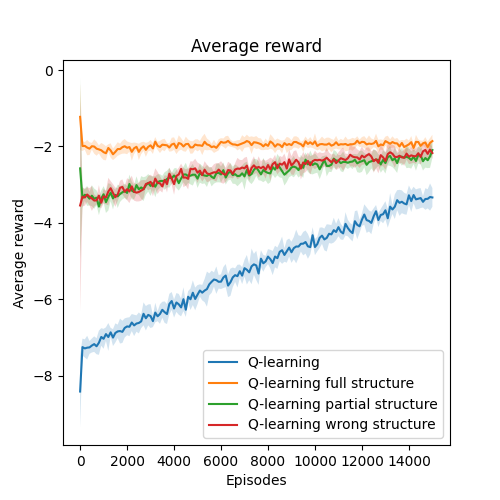 Average reward
Average reward
0
−2
−4
−6
−8
0
2000
4000
6000
8000
10000
12000
14000
Episodes
Q-learning
Q-learning full structure
Q-learning partial structure
Q-learning wrong structure